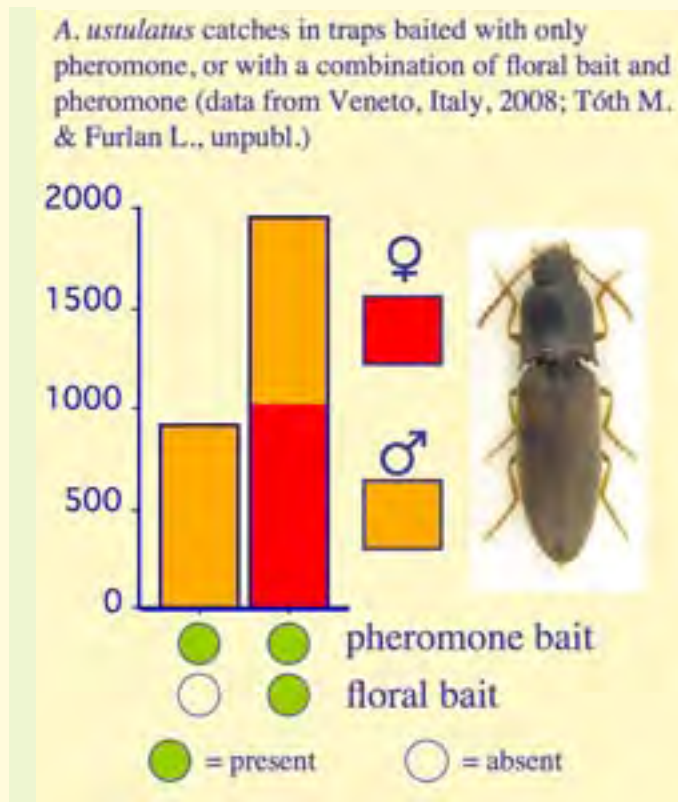 A. ustulatus catches in traps baited with only
pheromone, or with a combination of floral bait and
pheromone (data from Veneto, Italy, 2008; Tóth M.
& Furlan L., unpubl.)
2000
1500
1000
500
0
♀
♂
pheromone bait
floral bait
= present = absent